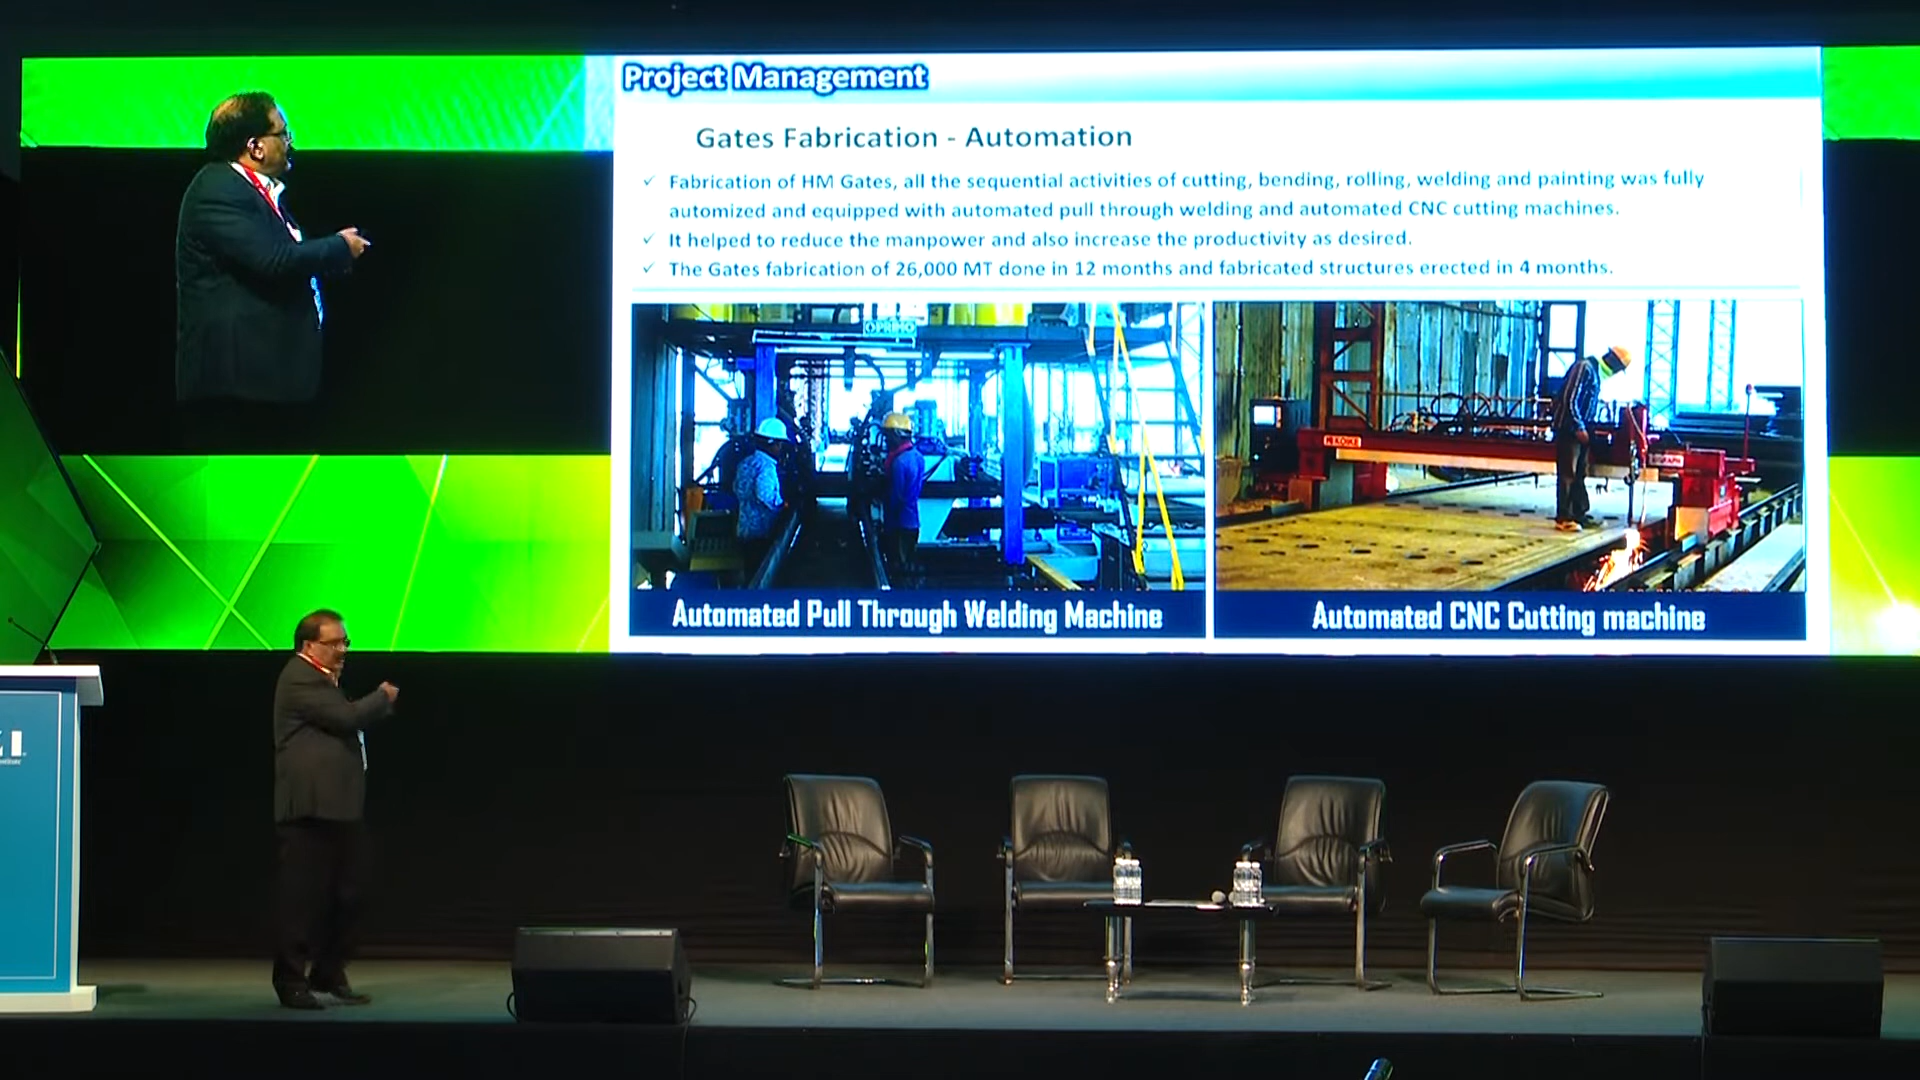 Project Management
Gates Fabrication - Automation
✓ Fabrication of HM Gates, all the sequential activities of cutting, bending, rolling, welding and painting was fully
automized and equipped with automated pull through welding and automated CNC cutting machines.
✓ It helped to reduce the manpower and also increase the productivity as desired.
✓ The Gates fabrication of 26,000 MT done in 12 months and fabricated structures erected in 4 months.
KOIKE
Automated Pull Through Welding Machine
Automated CNC Cutting machine